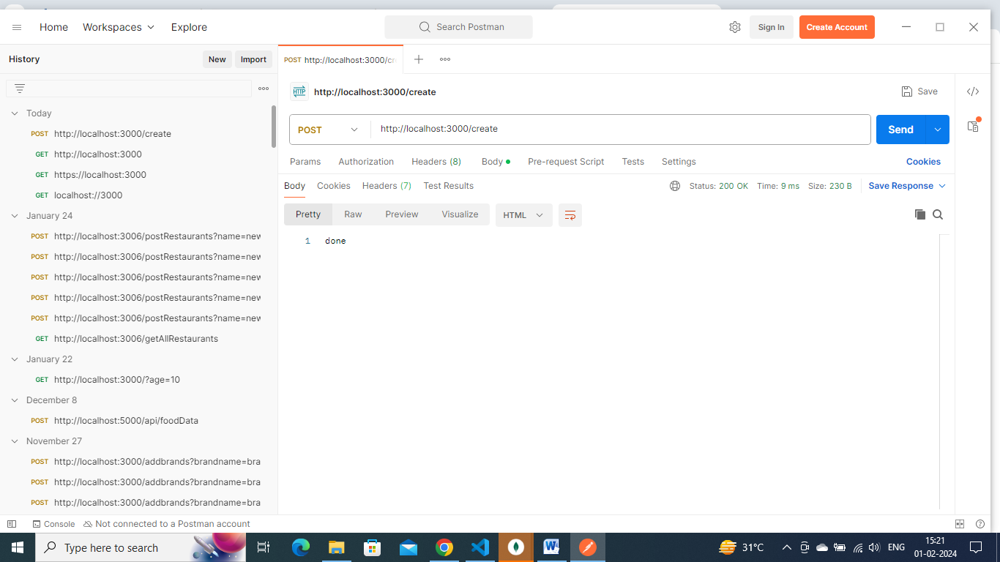 Home Workspaces Explore Search Postman Sign In Create Account
History New Import POST http://localhost:3000/cr
HTTP http://localhost:3000/create Save
Today
POST http://localhost:3000/create
GET http://localhost:3000
GET https://localhost:3000
GET localhost://3000
January 24
POST http://localhost:3006/postRestaurants?name=new
POST http://localhost:3006/postRestaurants?name=new
POST http://localhost:3006/postRestaurants?name=new
POST http://localhost:3006/postRestaurants?name=new
POST http://localhost:3006/postRestaurants?name=new
GET http://localhost:3006/getAllRestaurants
January 22
GET http://localhost:3000/?age=10
December 8
POST http://localhost:5000/api/foodData
November 27
POST http://localhost:3000/addbrands?brandname=bra
POST http://localhost:3000/addbrands?brandname=bra
POST http://localhost:3000/addbrands?brandname=bra
POST http://localhost:3000/create Send
Params Authorization Headers (8) Body Pre-request Script Tests Settings Cookies
Body Cookies Headers (7) Test Results Status: 200 OK Time: 9 ms Size: 230 B Save Response
Pretty Raw Preview Visualize HTML
1 done
Console Not connected to a Postman account
Type here to search 31°C ENG 15:21
01-02-2024